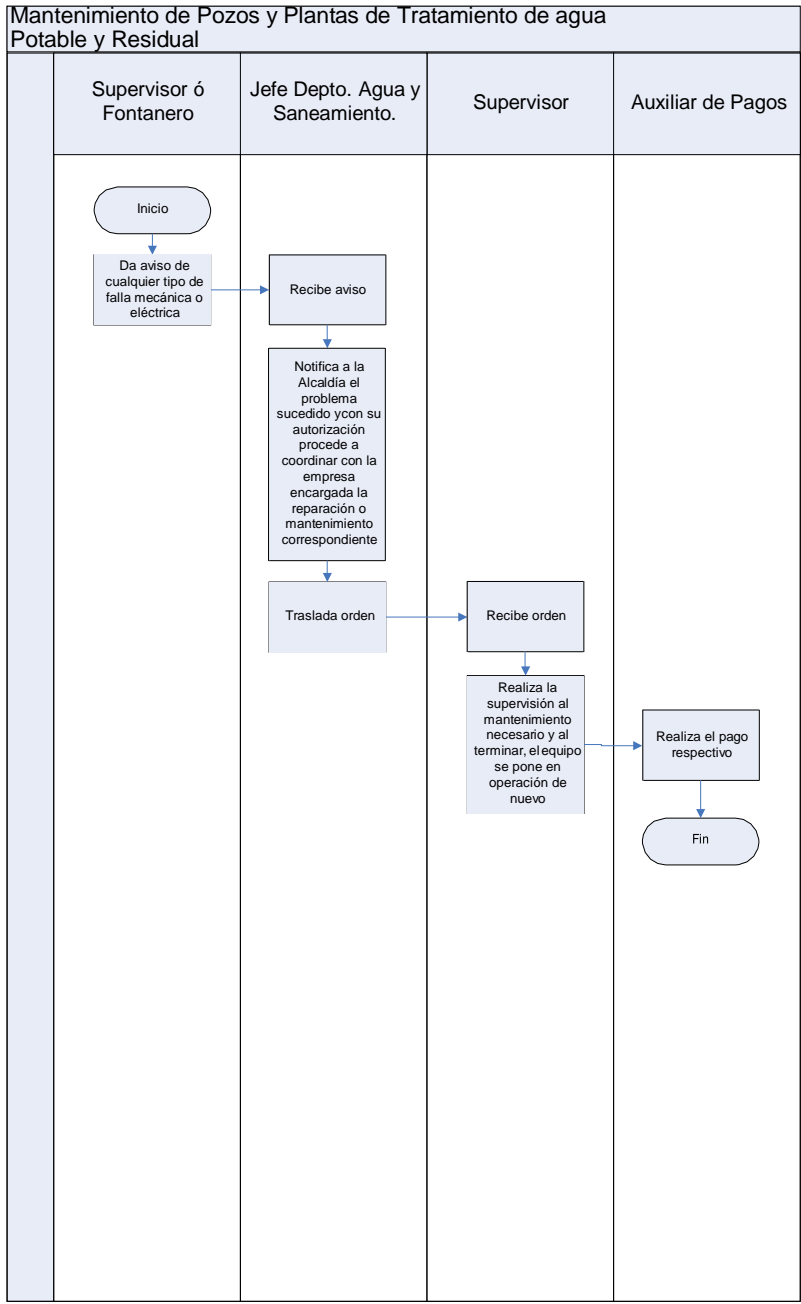 Mantenimiento de Pozos y Plantas de Tratamiento de agua
Potable y Residual
Supervisor ó
Fontanero
Jefe Depto. Agua y
Saneamiento.
Supervisor
Auxiliar de Pagos
Inicio
Da aviso de
cualquier tipo de
falla mecánica o
eléctrica
Recibe aviso
Notifica a la
Alcaldía el
problema
sucedido ycon su
autorización
procede a
coordinar con la
empresa
encargada la
reparación o
mantenimiento
correspondiente
Traslada orden
Recibe orden
Realiza la
supervisión al
mantenimiento
necesario y al
terminar, el equipo
se pone en
operación de
nuevo
Realiza el pago
respectivo
Fin